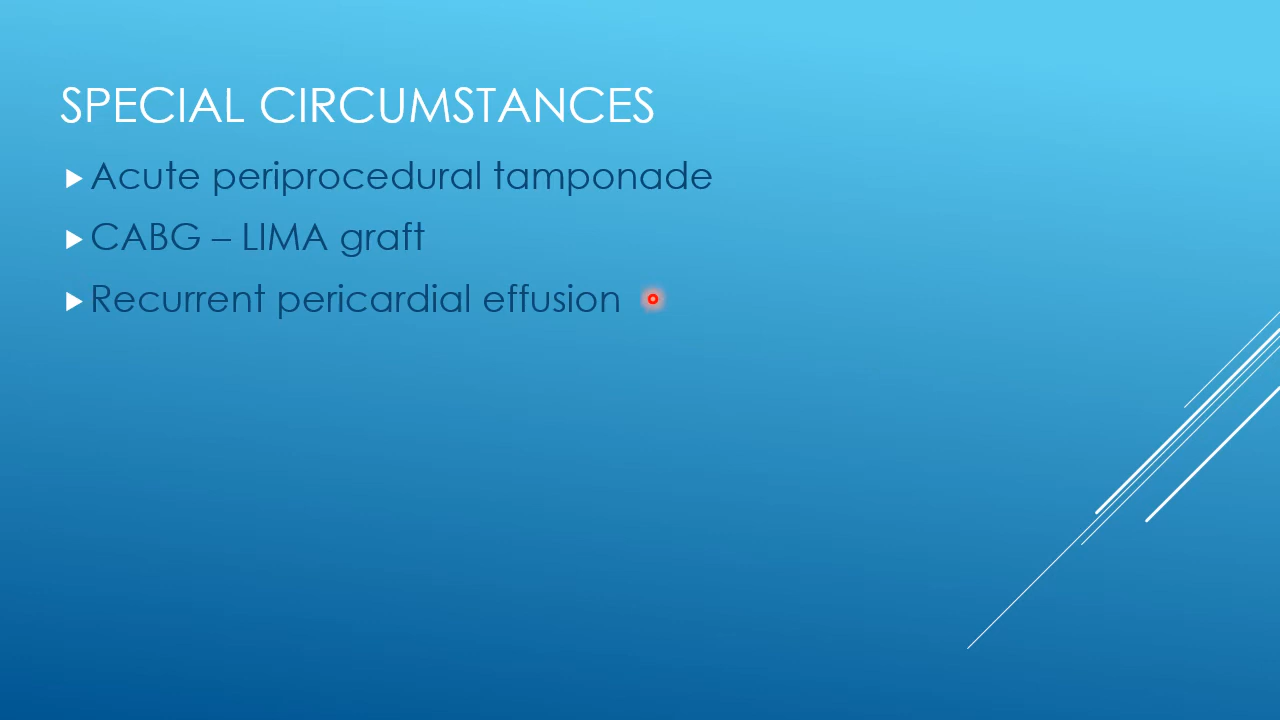 SPECIAL CIRCUMSTANCES
Acute periprocedural tamponade
CABG – LIMA graft
Recurrent pericardial effusion